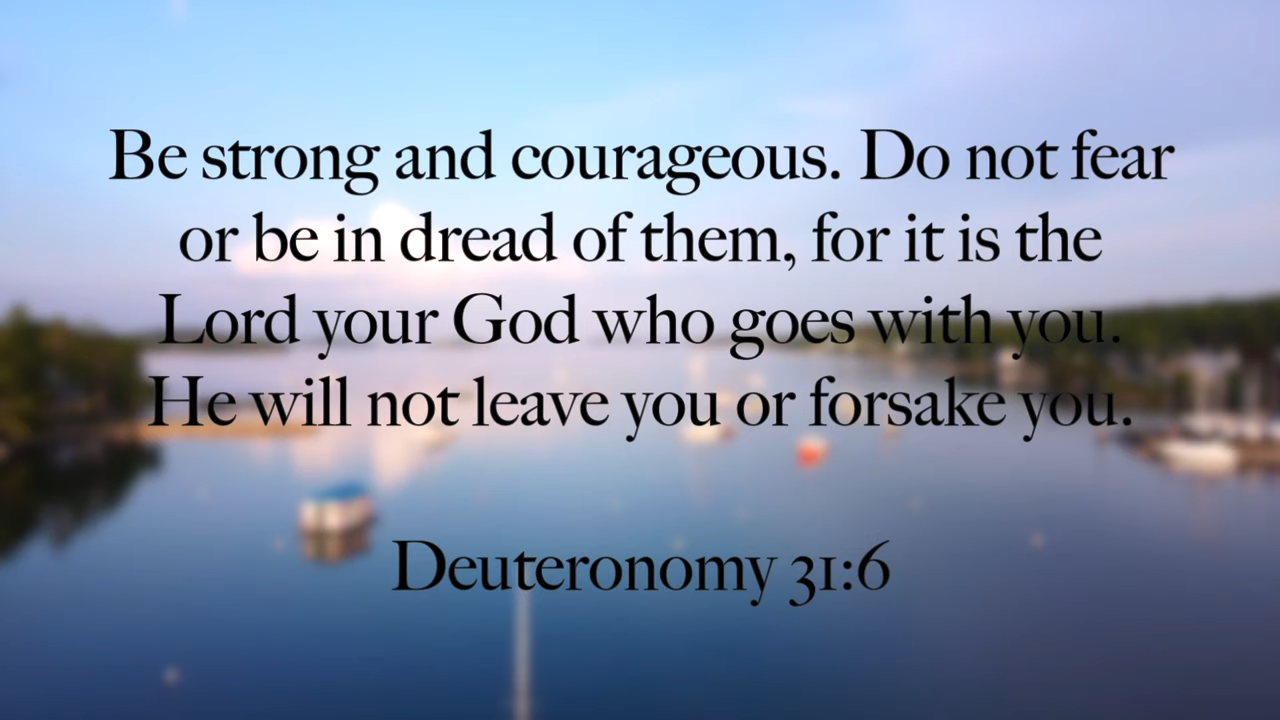 Be strong and courageous. Do not fear
or be in dread of them, for it is the
Lord your God who goes with you.
He will not leave you or forsake you.
Deuteronomy 31:6